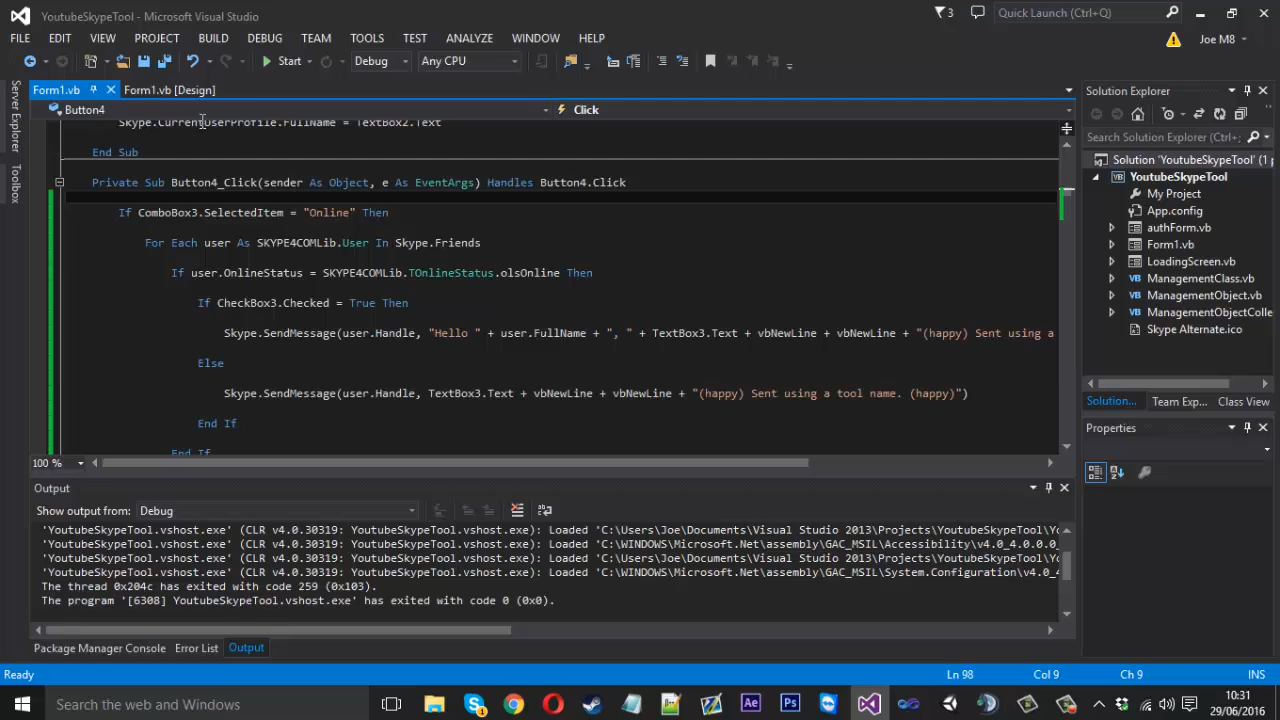 YoutubeSkypeTool - Microsoft Visual Studio
3
Quick Launch (Ctrl+Q)
FILE EDIT VIEW PROJECT BUILD DEBUG TEAM TOOLS TEST ANALYZE WINDOW HELP
Joe M8
Start Debug Any CPU
Server Explorer
Toolbox
Form1.vb Form1.vb [Design]
Button4 Click
Skype.CurrentUserProfile.FullName = TextBox2.Text
End Sub
Private Sub Button4_Click(sender As Object, e As EventArgs) Handles Button4.Click
If ComboBox3.SelectedItem = "Online" Then
For Each user As SKYPE4COMLib.User In Skype.Friends
If user.OnlineStatus = SKYPE4COMLib.TOnlineStatus.olsOnline Then
If CheckBox3.Checked = True Then
Skype.SendMessage(user.Handle, "Hello " + user.FullName + ", " + TextBox3.Text + vbNewLine + vbNewLine + "(happy) Sent using a
Else
Skype.SendMessage(user.Handle, TextBox3.Text + vbNewLine + vbNewLine + "(happy) Sent using a tool name. (happy)")
End If
End If
100 %
Output
Show output from: Debug
'YoutubeSkypeTool.vshost.exe' (CLR v4.0.30319: YoutubeSkypeTool.vshost.exe): Loaded 'C:\Users\Joe\Documents\Visual Studio 2013\Projects\YoutubeSkypeTool\Yo
'YoutubeSkypeTool.vshost.exe' (CLR v4.0.30319: YoutubeSkypeTool.vshost.exe): Loaded 'C:\WINDOWS\Microsoft.Net\assembly\GAC_MSIL\Accessibility\v4.0_4.0.0.0_
'YoutubeSkypeTool.vshost.exe' (CLR v4.0.30319: YoutubeSkypeTool.vshost.exe): Loaded 'C:\Users\Joe\Documents\Visual Studio 2013\Projects\YoutubeSkypeTool\Yo
'YoutubeSkypeTool.vshost.exe' (CLR v4.0.30319: YoutubeSkypeTool.vshost.exe): Loaded 'C:\WINDOWS\Microsoft.Net\assembly\GAC_MSIL\System.Configuration\v4.0_4
The thread 0x204c has exited with code 259 (0x103).
The program '[6308] YoutubeSkypeTool.vshost.exe' has exited with code 0 (0x0).
Package Manager Console Error List Output
Solution Explorer
Search Solution Explorer (Ctrl+;
Solution 'YoutubeSkypeTool' (1 p
YoutubeSkypeTool
My Project
App.config
authForm.vb
Form1.vb
LoadingScreen.vb
ManagementClass.vb
ManagementObject.vb
ManagementObjectColle
Skype Alternate.ico
Solution... Team Exp... Class View
Properties
Ready Ln 98 Col 9 Ch 9 INS
Search the web and Windows
1
Ae Ps
10:31
29/06/2016